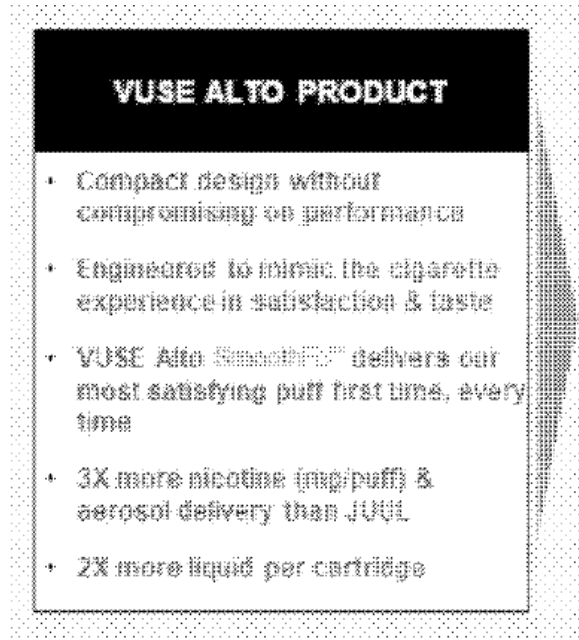 VUSE ALTO PRODUCT
• Compact design without
compromising on performance
• Engineered to mimic the cigarette
experience in satisfaction & taste
• VUSE Alto delivers our
most satisfying puff first time, every
time
• 3X more nicotine (mg/puff) &
aerosol delivery than JUUL
• 2X more liquid per cartridge